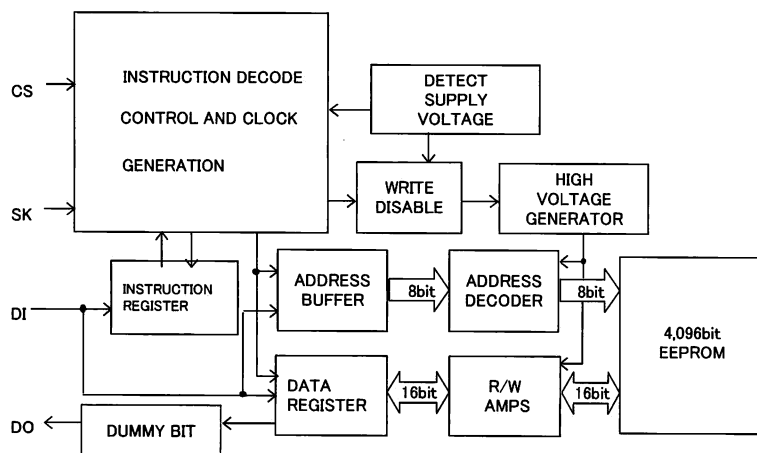 CS
SK
DI
DO
INSTRUCTION DECODE
CONTROL AND CLOCK
GENERATION
DETECT
SUPPLY
VOLTAGE
WRITE
DISABLE
HIGH
VOLTAGE
GENERATOR
INSTRUCTION
REGISTER
ADDRESS
BUFFER
8bit
ADDRESS
DECODER
8bit
4,096bit
EEPROM
DATA
REGISTER
16bit
R/W
AMPS
16bit
DUMMY BIT